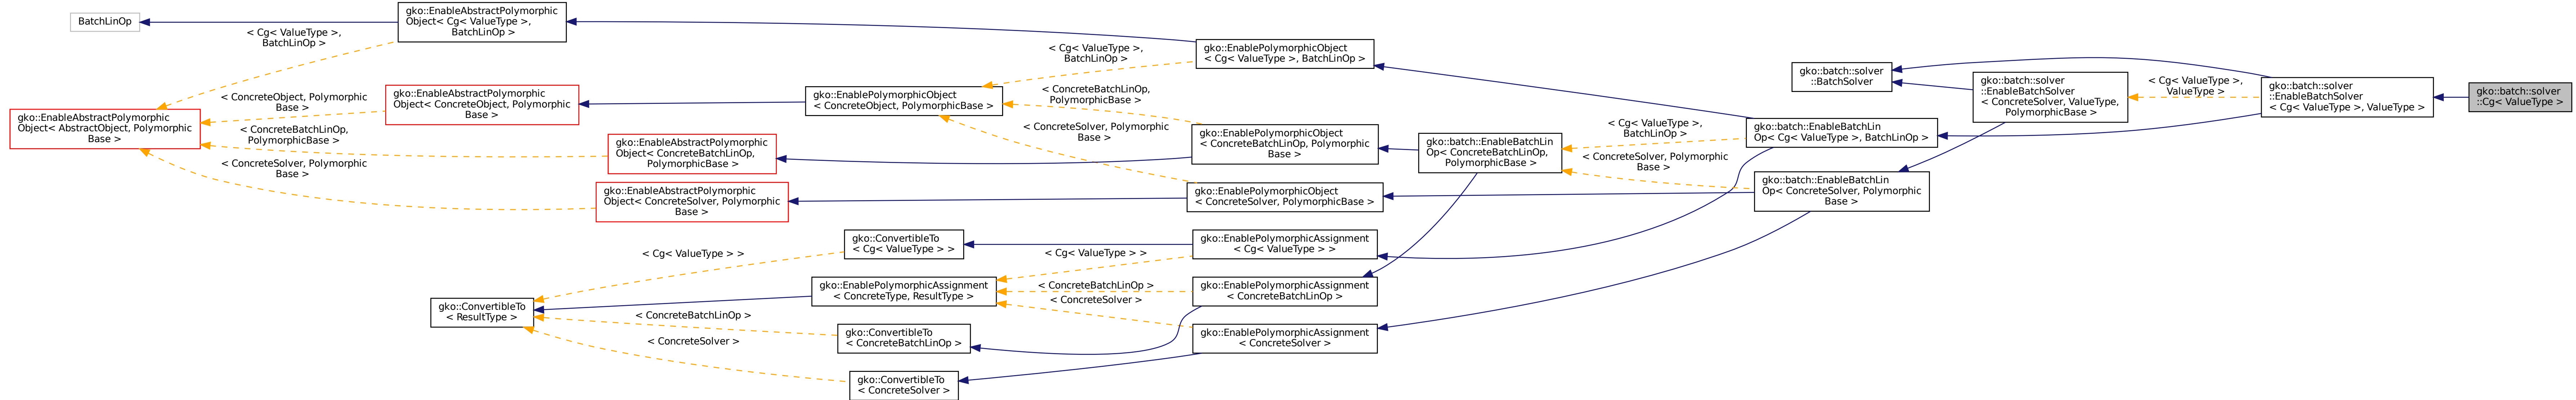 BatchLinOp
gko::EnableAbstractPolymorphic
Object< Cg< ValueType >,
BatchLinOp >
< Cg< ValueType >,
BatchLinOp >
gko::EnablePolymorphicObject
< Cg< ValueType >, BatchLinOp >
< Cg< ValueType >,
BatchLinOp >
gko::EnableAbstractPolymorphic
Object< AbstractObject, Polymorphic
Base >
< ConcreteObject, Polymorphic
Base >
< ConcreteBatchLinOp,
PolymorphicBase >
< ConcreteSolver, Polymorphic
Base >
gko::EnableAbstractPolymorphic
Object< ConcreteObject, Polymorphic
Base >
gko::EnablePolymorphicObject
< ConcreteObject, PolymorphicBase >
< ConcreteBatchLinOp,
PolymorphicBase >
< ConcreteSolver, Polymorphic
Base >
gko::EnableAbstractPolymorphic
Object< ConcreteBatchLinOp,
PolymorphicBase >
gko::EnablePolymorphicObject
< ConcreteBatchLinOp, Polymorphic
Base >
gko::EnableAbstractPolymorphic
Object< ConcreteSolver, Polymorphic
Base >
gko::EnablePolymorphicObject
< ConcreteSolver, PolymorphicBase >
gko::batch::EnableBatchLin
Op< ConcreteBatchLinOp,
PolymorphicBase >
< Cg< ValueType >,
BatchLinOp >
< ConcreteSolver, Polymorphic
Base >
gko::batch::EnableBatchLin
Op< Cg< ValueType >, BatchLinOp >
gko::batch::EnableBatchLin
Op< ConcreteSolver, Polymorphic
Base >
gko::batch::solver
::BatchSolver
gko::batch::solver
::EnableBatchSolver
< ConcreteSolver, ValueType,
PolymorphicBase >
< Cg< ValueType >,
ValueType >
gko::batch::solver
::EnableBatchSolver
< Cg< ValueType >, ValueType >
gko::batch::solver
::Cg< ValueType >
gko::ConvertibleTo
< ResultType >
< Cg< ValueType > >
< ConcreteBatchLinOp >
< ConcreteSolver >
gko::ConvertibleTo
< Cg< ValueType > >
gko::EnablePolymorphicAssignment
< ConcreteType, ResultType >
gko::ConvertibleTo
< ConcreteBatchLinOp >
gko::ConvertibleTo
< ConcreteSolver >
< Cg< ValueType > >
< ConcreteBatchLinOp >
< ConcreteSolver >
gko::EnablePolymorphicAssignment
< Cg< ValueType > >
gko::EnablePolymorphicAssignment
< ConcreteBatchLinOp >
gko::EnablePolymorphicAssignment
< ConcreteSolver >